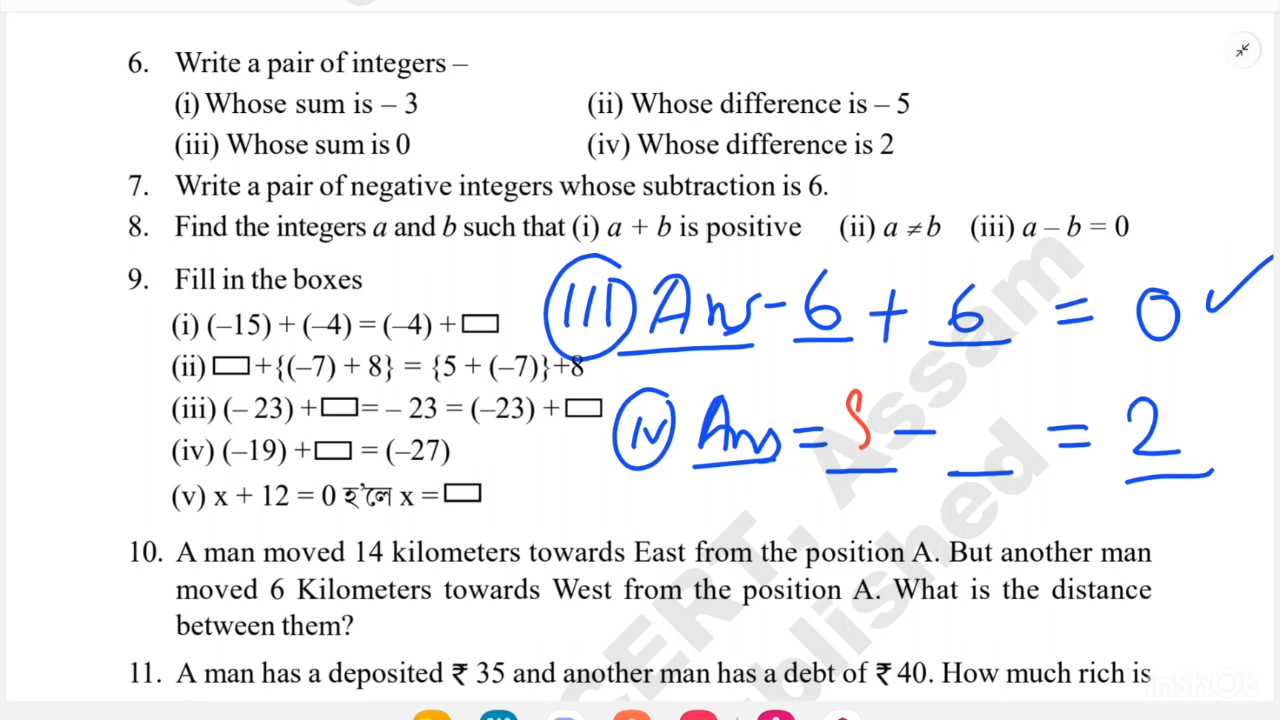 6. Write a pair of integers –
(i) Whose sum is – 3 (ii) Whose difference is – 5
(iii) Whose sum is 0 (iv) Whose difference is 2
7. Write a pair of negative integers whose subtraction is 6.
8. Find the integers a and b such that (i) a + b is positive (ii) a ≠ b (iii) a – b = 0
9. Fill in the boxes
(III) Ans - 6 + 6 = 0 ✓
(i) (–15) + (–4) = (–4) + □
(ii) □ + {(–7) + 8} = {5 + (–7)} +8
(iii) (– 23) + □ = – 23 = (–23) + □
(iv) Ans = 8 - _ = 2
(iv) (–19) + □ = (–27)
(v) x + 12 = 0 হ'লে x = □
10. A man moved 14 kilometers towards East from the position A. But another man
moved 6 Kilometers towards West from the position A. What is the distance
between them?
11. A man has a deposited ₹ 35 and another man has a debt of ₹ 40. How much rich is
SCERT, Assam
published